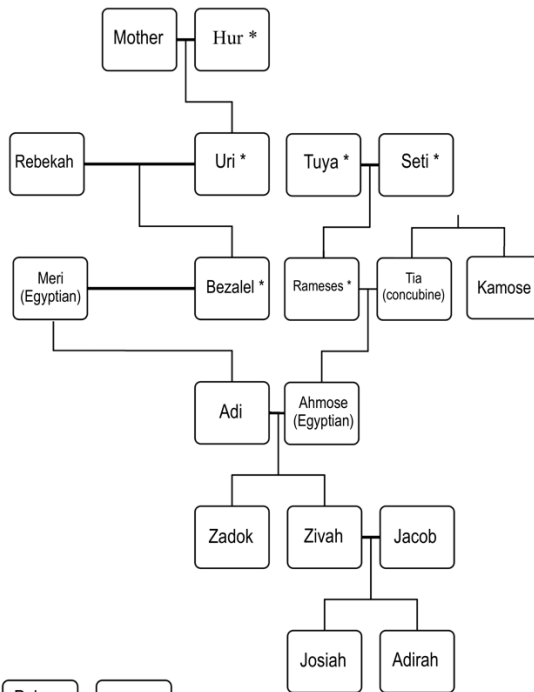 Mother
Hur *
Rebekah
Uri *
Tuya *
Seti *
Meri
(Egyptian)
Bezalel *
Rameses *
Tia
(concubine)
Kamose
Adi
Ahmose
(Egyptian)
Zadok
Zivah
Jacob
Josiah
Adirah